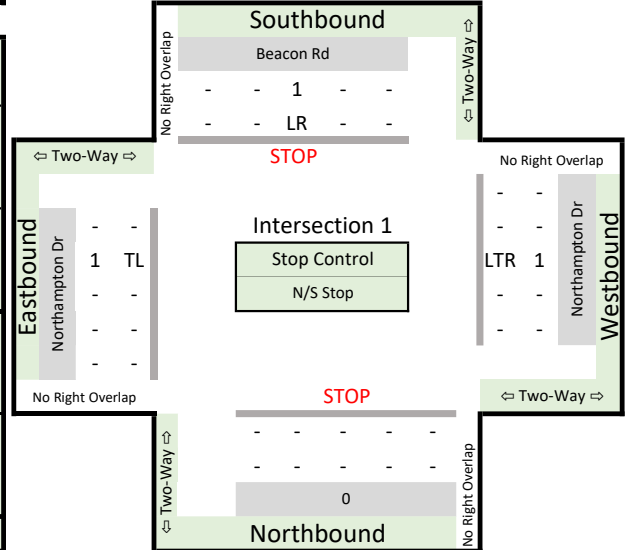 Southbound
Beacon Rd
No Right Overlap
⇦ Two-Way ⇨
- - 1 - -
- - LR - -
STOP
⇦ Two-Way ⇨
No Right Overlap
Eastbound
Northampton Dr
- -
1 TL
- -
- -
- -
No Right Overlap
Intersection 1
Stop Control
N/S Stop
- -
- -
LTR 1
- -
- -
Northampton Dr
Westbound
⇦ Two-Way ⇨
STOP
⇦ Two-Way ⇨
- - - - -
- - - - -
0
No Right Overlap
Northbound